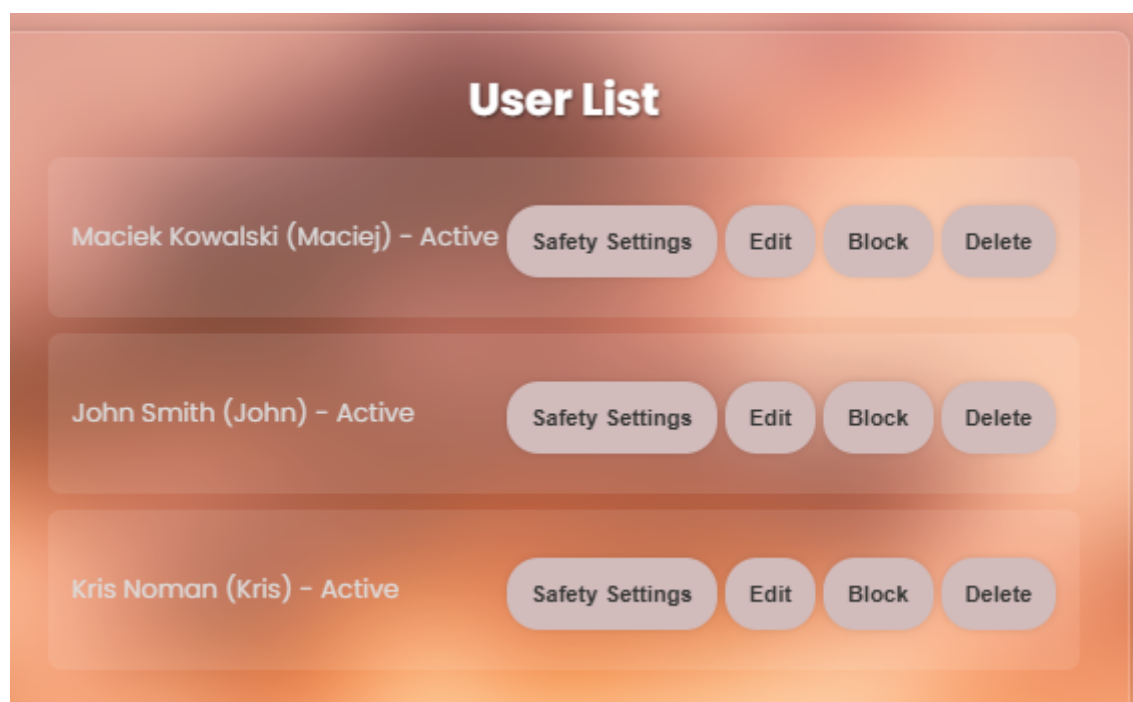 User List
Maciek Kowalski (Maciej) - Active Safety Settings Edit Block Delete
John Smith (John) - Active Safety Settings Edit Block Delete
Kris Noman (Kris) - Active Safety Settings Edit Block Delete